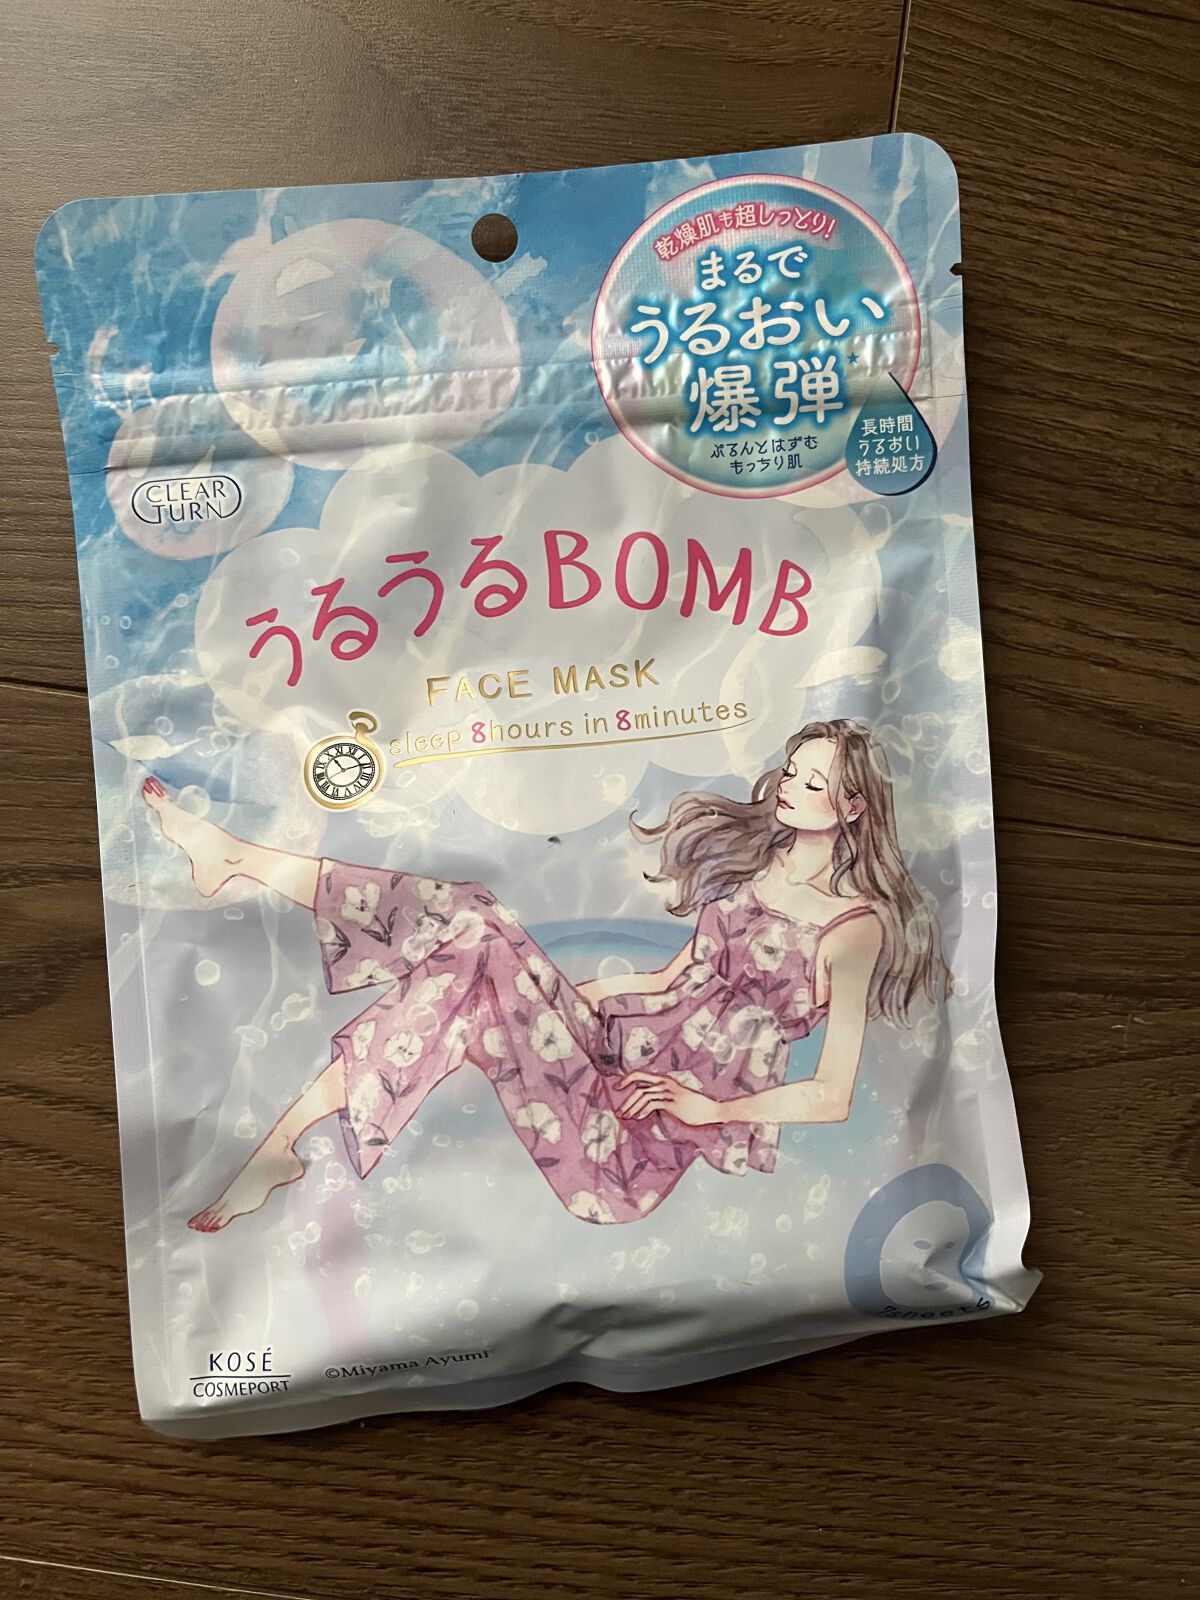 乾燥肌も超しっとり!
まるで
うるおい
爆弾★
ぷるんとはずむ
もっちり肌
長時間
うるおい
持続処方
CLEAR
TURN
うるうるBOMB
FACE MASK
sleep 8hours in 8minutes
7sheets
KOSÉ
COSMEPORT
©Miyama Ayumi